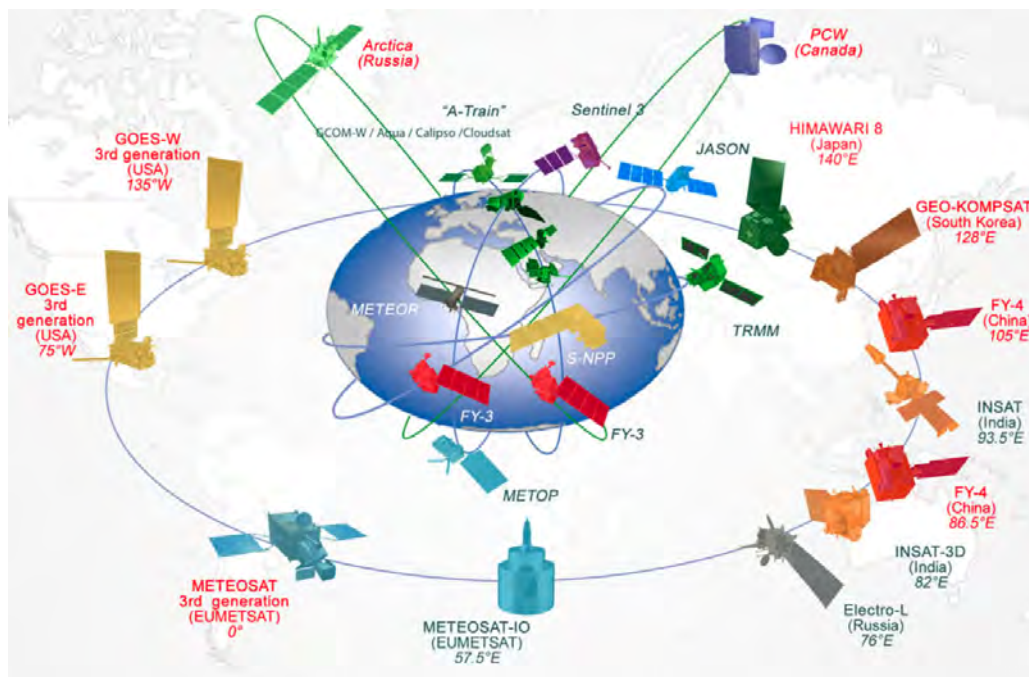 Arctica
(Russia)
PCW
(Canada)
"A-Train"
GCOM-W / Aqua / Calipso /Cloudsat
Sentinel 3
JASON
HIMAWARI 8
(Japan)
140°E
GOES-W
3rd generation
(USA)
135°W
GEO-KOMPSAT
(South Korea)
128°E
GOES-E
3rd
generation
(USA)
75°W
METEOR
TRMM
FY-4
(China)
105°E
S-NPP
FY-3
FY-3
INSAT
(India)
93.5°E
METOP
FY-4
(China)
86.5°E
INSAT-3D
(India)
82°E
METEOSAT
3rd generation
(EUMETSAT)
0°
METEOSAT-IO
(EUMETSAT)
57.5°E
Electro-L
(Russia)
76°E